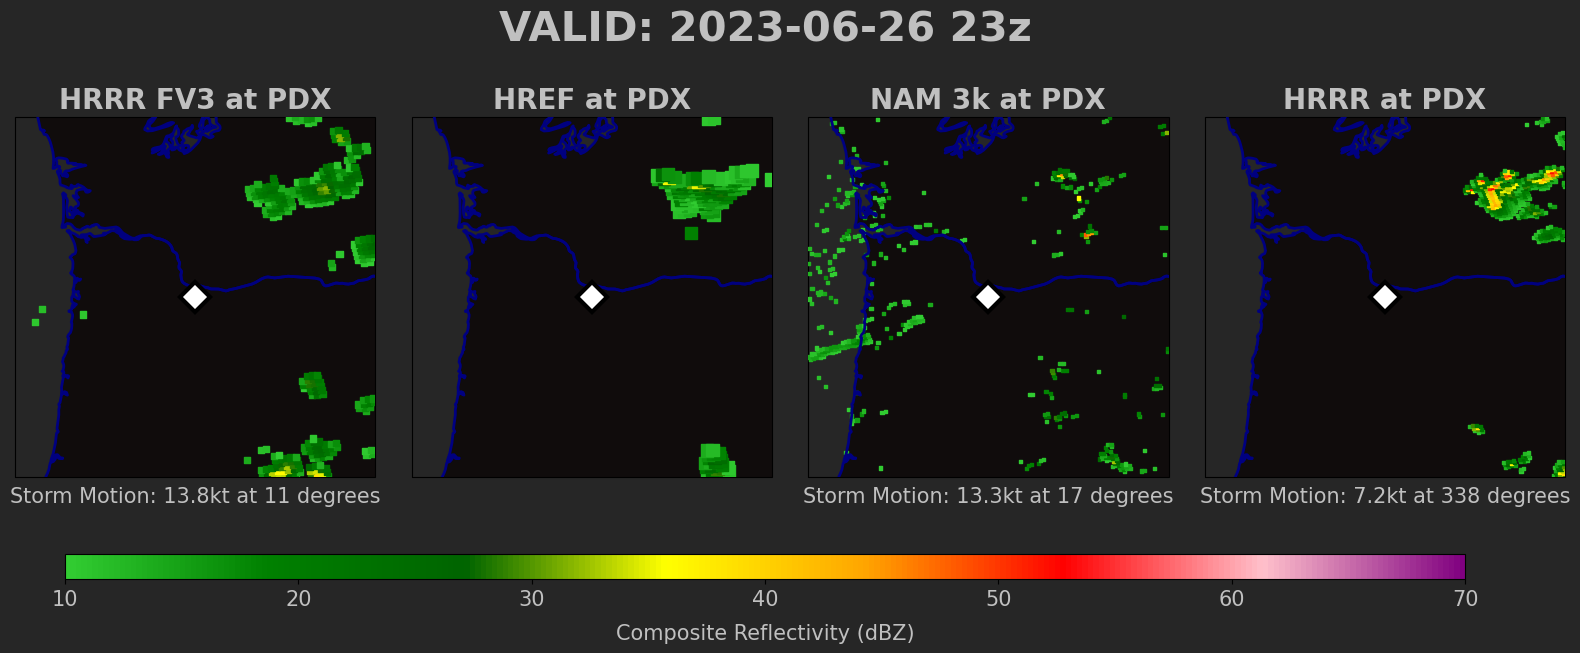 VALID: 2023-06-26 23z
HRRR FV3 at PDX
HREF at PDX
NAM 3k at PDX
HRRR at PDX
Storm Motion: 13.8kt at 11 degrees
Storm Motion: 13.3kt at 17 degrees
Storm Motion: 7.2kt at 338 degrees
10 20 30 40 50 60 70
Composite Reflectivity (dBZ)